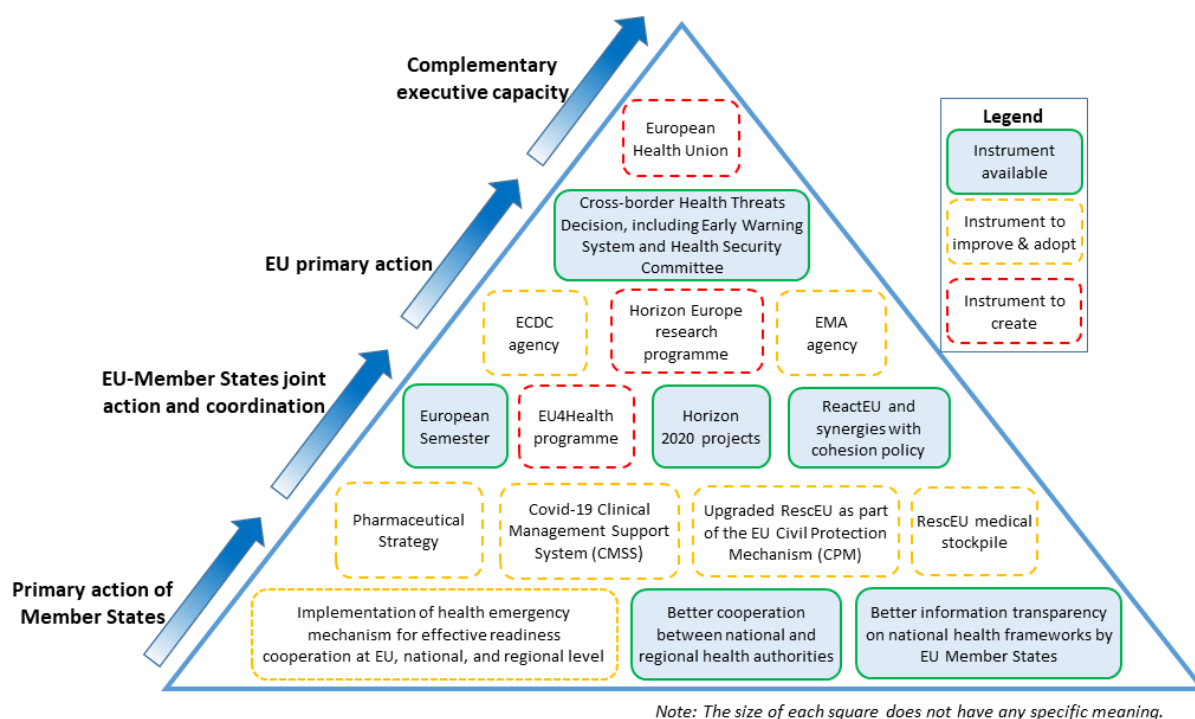 Complementary
executive capacity
EU primary action
EU-Member States joint
action and coordination
Primary action of
Member States
European
Health Union
Cross-border Health Threats
Decision, including Early Warning
System and Health Security
Committee
ECDC
agency
Horizon Europe
research
programme
EMA
agency
European
Semester
EU4Health
programme
Horizon
2020 projects
ReactEU and
synergies with
cohesion policy
Pharmaceutical
Strategy
Covid-19 Clinical
Management Support
System (CMSS)
Upgraded RescEU as part
of the EU Civil Protection
Mechanism (CPM)
RescEU medical
stockpile
Implementation of health emergency
mechanism for effective readiness
cooperation at EU, national, and regional level
Better cooperation
between national and
regional health authorities
Better information transparency
on national health frameworks by
EU Member States
Legend
Instrument
available
Instrument to
improve & adopt
Instrument to
create
Note: The size of each square does not have any specific meaning.